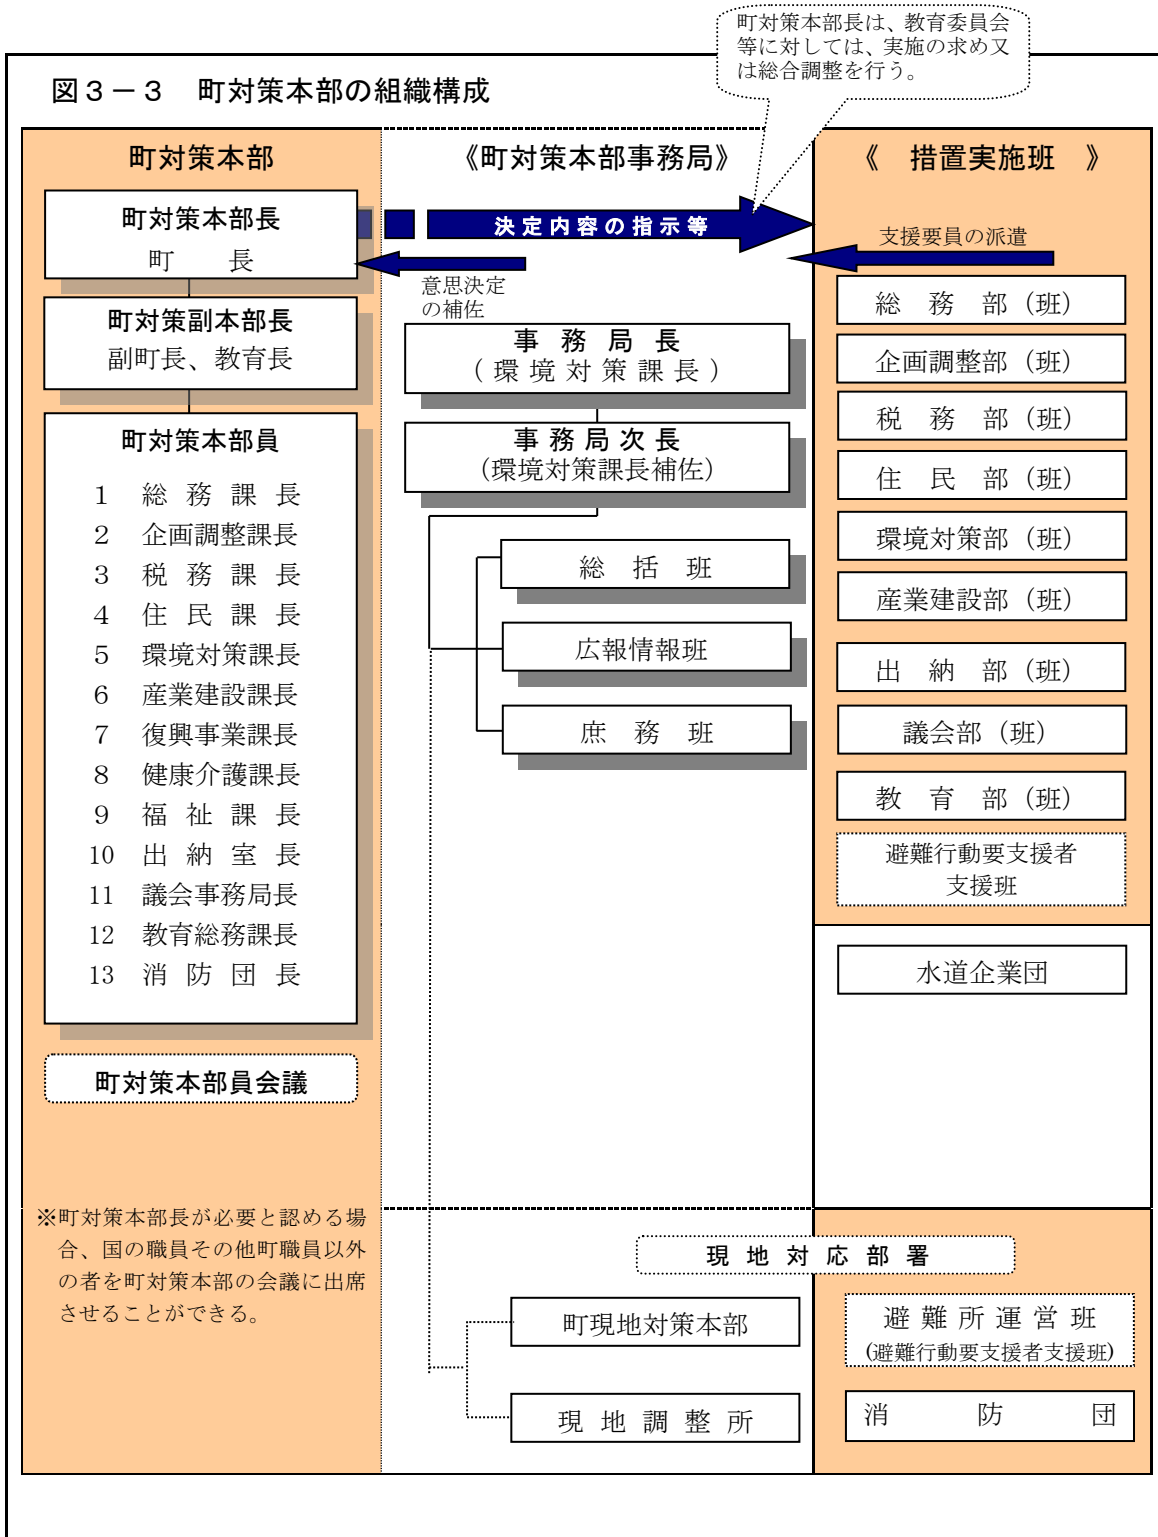 町対策本部長は、教育委員会
等に対しては、実施の求め又
は総合調整を行う。
図３－３　町対策本部の組織構成
町対策本部
町対策本部長
町　　長
町対策副本部長
副町長、教育長
町対策本部員
1　総務課長
2　企画調整課長
3　税務課長
4　住民課長
5　環境対策課長
6　産業建設課長
7　復興事業課長
8　健康介護課長
9　福祉課長
10　出納室長
11　議会事務局長
12　教育総務課長
13　消防団長
町対策本部員会議
※町対策本部長が必要と認める場
合、国の職員その他町職員以外
の者を町対策本部の会議に出席
させることができる。
《町対策本部事務局》
決定内容の指示等
意思決定
の補佐
事務局長
（環境対策課長）
事務局次長
(環境対策課長補佐）
総括班
広報情報班
庶務班
《　措置実施班　》
支援要員の派遣
総務部（班）
企画調整部（班）
税務部（班）
住民部（班）
環境対策部（班）
産業建設部（班）
出納部（班）
議会部（班）
教育部（班）
避難行動要支援者
支援班
水道企業団
現地対応部署
町現地対策本部
現地調整所
避難所運営班
(避難行動要支援者支援班)
消防団